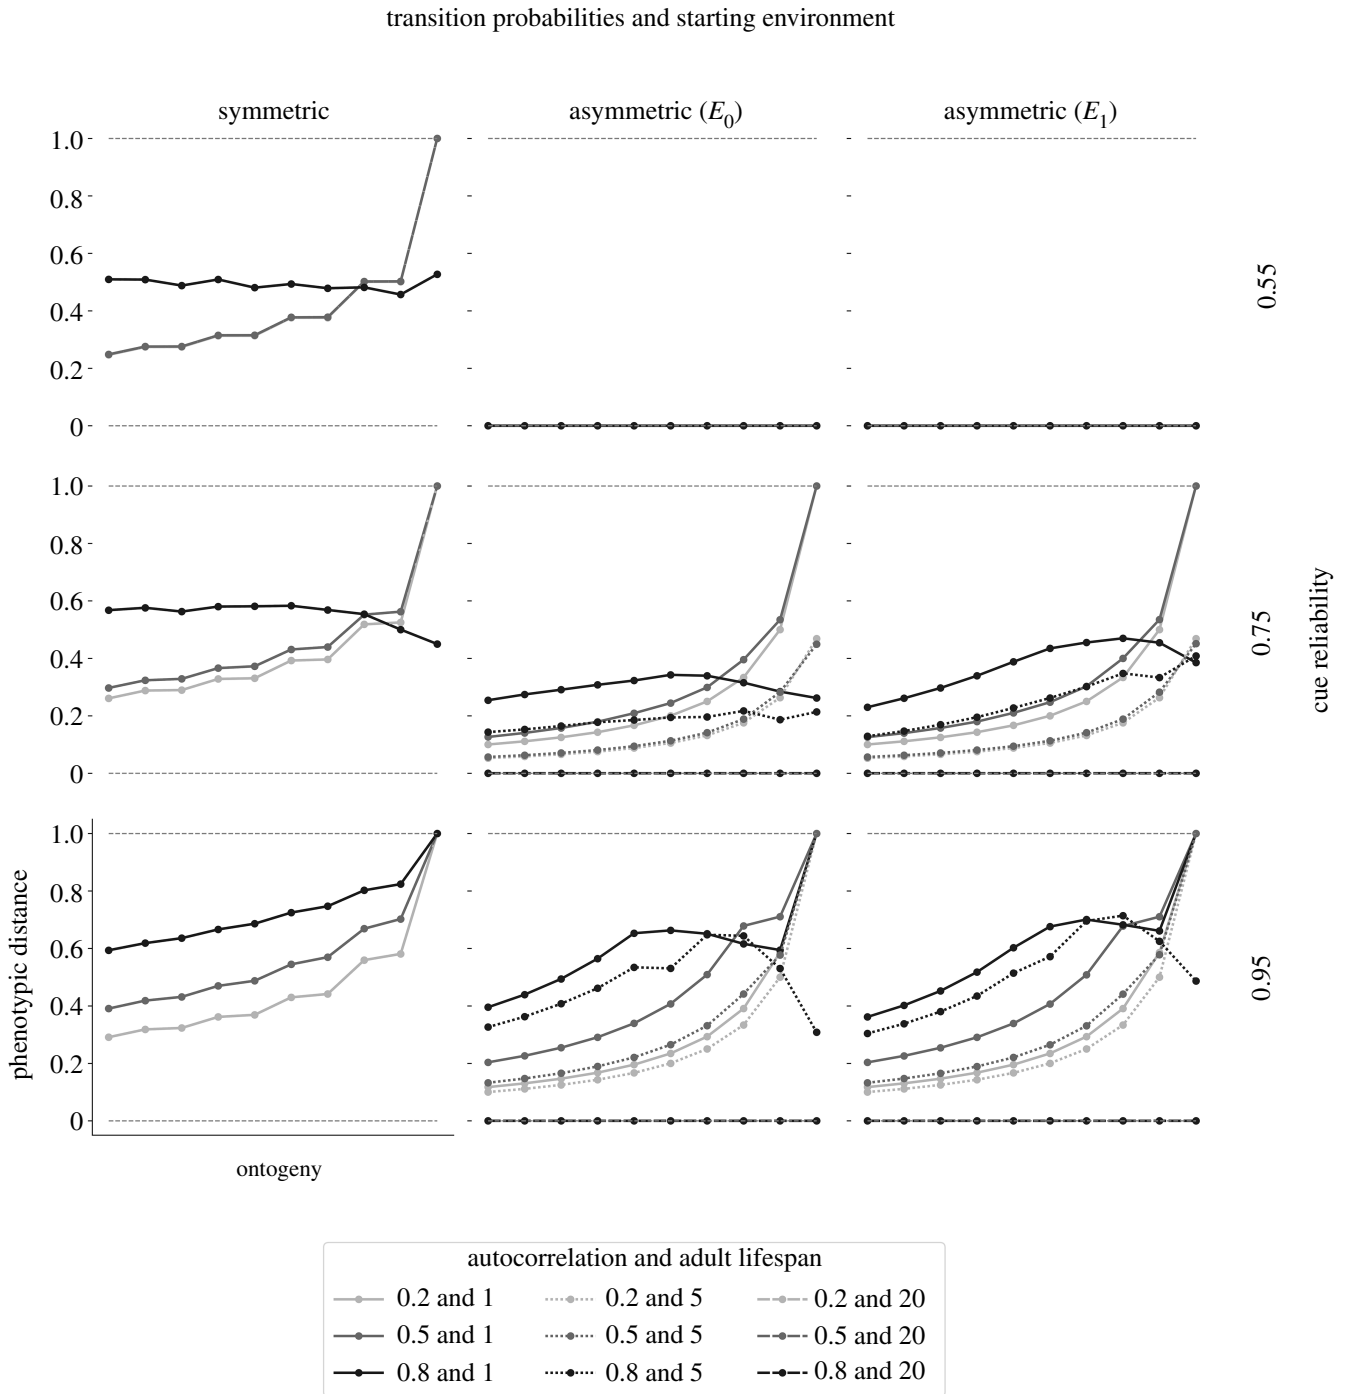 transition probabilities and starting environment
symmetric
asymmetric (E0)
asymmetric (E1)
1.0
0.8
0.6
0.4
0.2
0
0.55
1.0
0.8
0.6
0.4
0.2
0
0.75
cue reliability
1.0
0.8
0.6
0.4
0.2
0
0.95
phenotypic distance
ontogeny
autocorrelation and adult lifespan
0.2 and 1
0.2 and 5
0.2 and 20
0.5 and 1
0.5 and 5
0.5 and 20
0.8 and 1
0.8 and 5
0.8 and 20